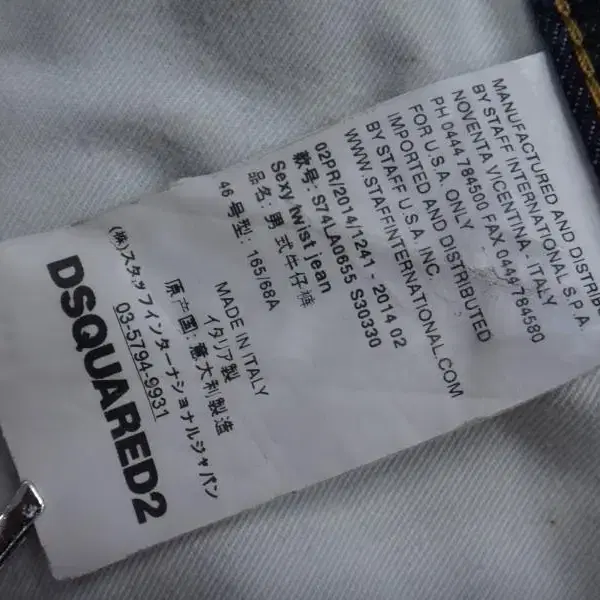 MANUFACTURED AND DISTRIB
BY STAFF INTERNATIONAL S.P.A.
NOVENTA VICENTINA - ITALY
PH 0444 784500 FAX 0444 784580
FOR U.S.A. ONLY
IMPORTED AND DISTRIBUTED
BY STAFF U.S.A. INC.
WWW.STAFFINTERNATIONAL.COM
02PR/2014/1241 - 2014 02
款号: S74LA0655 S30330
Sexy twist jean
品名: 男 式牛仔裤
46 号型: 165/68A
MADE IN ITALY
イタリア製
原产国: 意大利製造
(株)スタッフインターナショナルジャパン
03-5794-9931
DSQUARED2